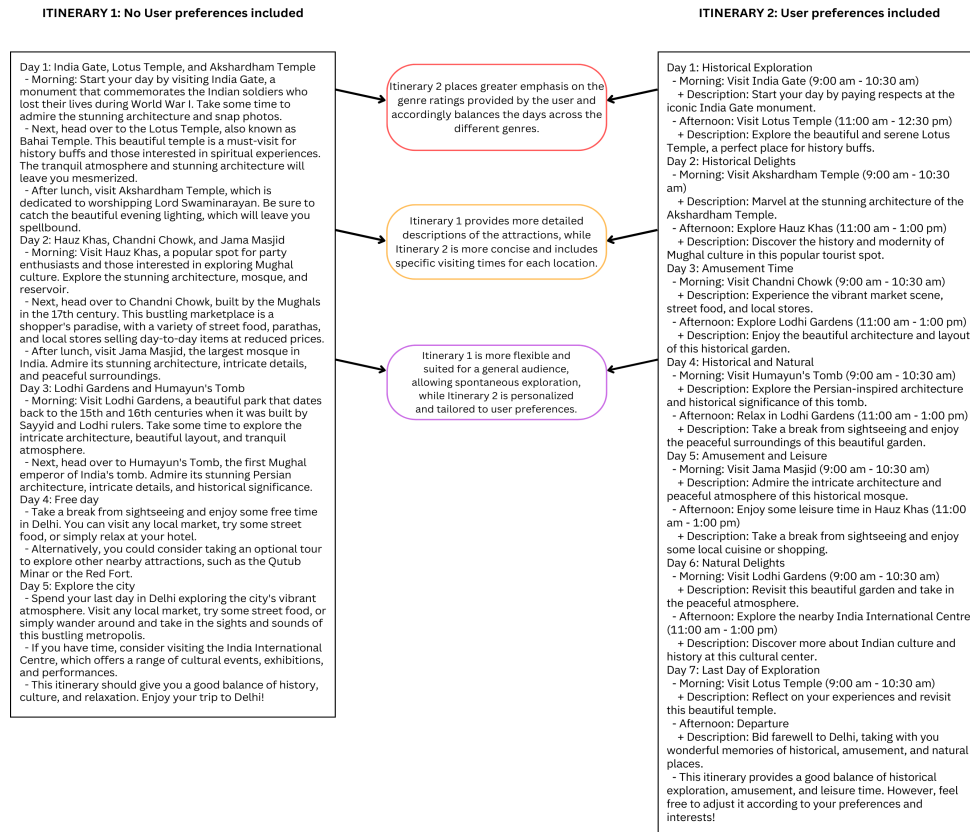 ITINERARY 1: No User preferences included
Day 1: India Gate, Lotus Temple, and Akshardham Temple
- Morning: Start your day by visiting India Gate, a
monument that commemorates the Indian soldiers who
lost their lives during World War I. Take some time to
admire the stunning architecture and snap photos.
- Next, head over to the Lotus Temple, also known as
Bahai Temple. This beautiful temple is a must-visit for
history buffs and those interested in spiritual experiences.
The tranquil atmosphere and stunning architecture will
leave you mesmerized.
- After lunch, visit Akshardham Temple, which is
dedicated to worshipping Lord Swaminarayan. Be sure to
catch the beautiful evening lighting, which will leave you
spellbound.
Day 2: Hauz Khas, Chandni Chowk, and Jama Masjid
- Morning: Visit Hauz Khas, a popular spot for party
enthusiasts and those interested in exploring Mughal
culture. Explore the stunning architecture, mosque, and
reservoir.
- Next, head over to Chandni Chowk, built by the Mughals
in the 17th century. This bustling marketplace is a
shopper's paradise, with a variety of street food, parathas,
and local stores selling day-to-day items at reduced prices.
- After lunch, visit Jama Masjid, the largest mosque in
India. Admire its stunning architecture, intricate details,
and peaceful surroundings.
Day 3: Lodhi Gardens and Humayun's Tomb
- Morning: Visit Lodhi Gardens, a beautiful park that dates
back to the 15th and 16th centuries when it was built by
Sayyid and Lodhi rulers. Take some time to explore the
intricate architecture, beautiful layout, and tranquil
atmosphere.
- Next, head over to Humayun's Tomb, the first Mughal
emperor of India's tomb. Admire its stunning Persian
architecture, intricate details, and historical significance.
Day 4: Free day
- Take a break from sightseeing and enjoy some free time
in Delhi. You can visit any local market, try some street
food, or simply relax at your hotel.
- Alternatively, you could consider taking an optional tour
to explore other nearby attractions, such as the Qutub
Minar or the Red Fort.
Day 5: Explore the city
- Spend your last day in Delhi exploring the city's vibrant
atmosphere. Visit any local market, try some street food, or
simply wander around and take in the sights and sounds of
this bustling metropolis.
- If you have time, consider visiting the India International
Centre, which offers a range of cultural events, exhibitions,
and performances.
- This itinerary should give you a good balance of history,
culture, and relaxation. Enjoy your trip to Delhi!
Itinerary 2 places greater emphasis on the
genre ratings provided by the user and
accordingly balances the days across the
different genres.
Itinerary 1 provides more detailed
descriptions of the attractions, while
Itinerary 2 is more concise and includes
specific visiting times for each location.
Itinerary 1 is more flexible and
suited for a general audience,
allowing spontaneous exploration,
while Itinerary 2 is personalized
and tailored to user preferences.
ITINERARY 2: User preferences included
Day 1: Historical Exploration
- Morning: Visit India Gate (9:00 am - 10:30 am)
+ Description: Start your day by paying respects at the
iconic India Gate monument.
- Afternoon: Visit Lotus Temple (11:00 am - 12:30 pm)
+ Description: Explore the beautiful and serene Lotus
Temple, a perfect place for history buffs.
Day 2: Historical Delights
- Morning: Visit Akshardham Temple (9:00 am - 10:30
am)
+ Description: Marvel at the stunning architecture of the
Akshardham Temple.
- Afternoon: Explore Hauz Khas (11:00 am - 1:00 pm)
+ Description: Discover the history and modernity of
Mughal culture in this popular tourist spot.
Day 3: Amusement Time
- Morning: Visit Chandni Chowk (9:00 am - 10:30 am)
+ Description: Experience the vibrant market scene,
street food, and local stores.
- Afternoon: Explore Lodhi Gardens (11:00 am - 1:00 pm)
+ Description: Enjoy the beautiful architecture and layout
of this historical garden.
Day 4: Historical and Natural
- Morning: Visit Humayun's Tomb (9:00 am - 10:30 am)
+ Description: Explore the Persian-inspired architecture
and historical significance of this tomb.
- Afternoon: Relax in Lodhi Gardens (11:00 am - 1:00 pm)
+ Description: Take a break from sightseeing and enjoy
the peaceful surroundings of this beautiful garden.
Day 5: Amusement and Leisure
- Morning: Visit Jama Masjid (9:00 am - 10:30 am)
+ Description: Admire the intricate architecture and
peaceful atmosphere of this historical mosque.
- Afternoon: Enjoy some leisure time in Hauz Khas (11:00
am - 1:00 pm)
+ Description: Take a break from sightseeing and enjoy
some local cuisine or shopping.
Day 6: Natural Delights
- Morning: Visit Lodhi Gardens (9:00 am - 10:30 am)
+ Description: Revisit this beautiful garden and take in
the peaceful atmosphere.
- Afternoon: Explore the nearby India International Centre
(11:00 am - 1:00 pm)
+ Description: Discover more about Indian culture and
history at this cultural center.
Day 7: Last Day of Exploration
- Morning: Visit Lotus Temple (9:00 am - 10:30 am)
+ Description: Reflect on your experiences and revisit
this beautiful temple.
- Afternoon: Departure
+ Description: Bid farewell to Delhi, taking with you
wonderful memories of historical, amusement, and natural
places.
- This itinerary provides a good balance of historical
exploration, amusement, and leisure time. However, feel
free to adjust it according to your preferences and
interests!